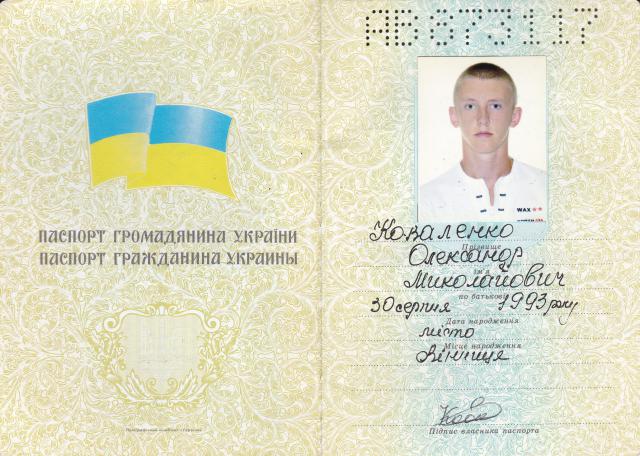 АВ673117
ПАСПОРТ ГРОМАДЯНИНА УКРАЇНИ
ПАСПОРТ ГРАЖДАНИНА УКРАИНЫ
WAX
Коваленко
Прізвище
Олександр
Ім'я
Миколайович
по батькові
30 серпня 1993 року
Дата народження
місто
Місце народження
Вінниця
Підпис власника паспорта